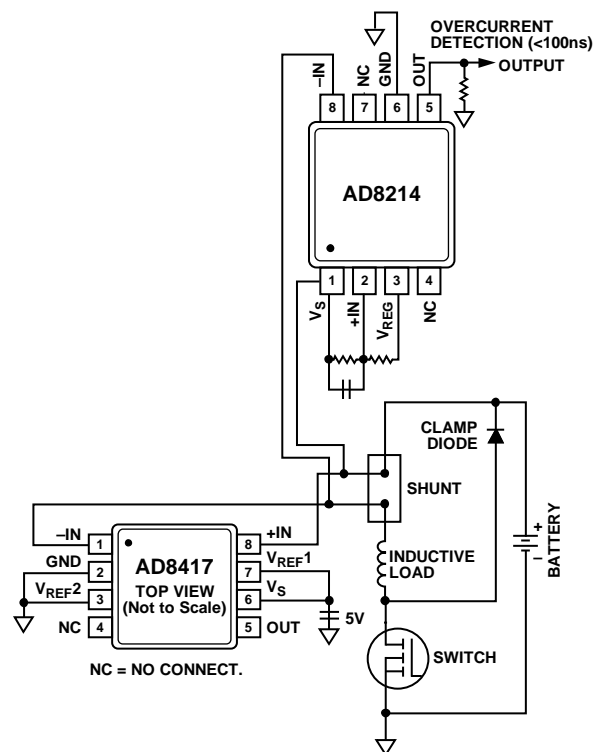 OVERCURRENT
DETECTION (<100ns)
OUTPUT
–IN
NC
GND
OUT
8
7
6
5
AD8214
1
2
3
4
VS
+IN
VREG
NC
CLAMP
DIODE
SHUNT
+
–
BATTERY
INDUCTIVE
LOAD
SWITCH
–IN
1
GND
2
VREF2
3
NC
4
AD8417
TOP VIEW
(Not to Scale)
8
+IN
7
VREF1
6
VS
5
OUT
5V
NC = NO CONNECT.